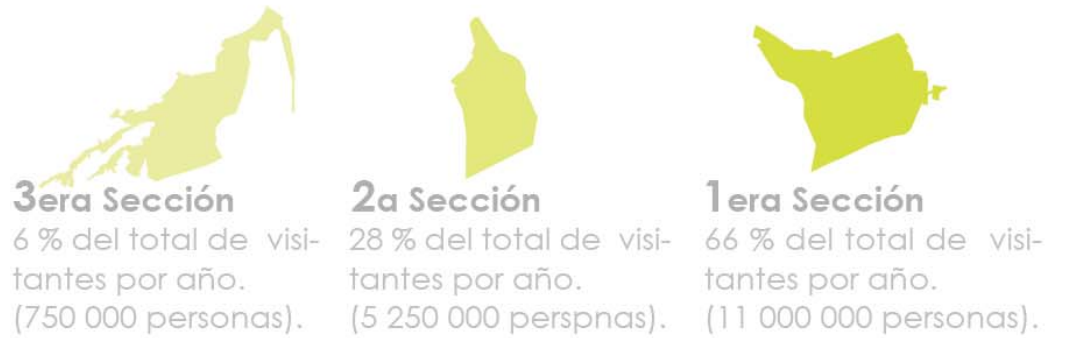 3era Sección
6 % del total de visi-
tantes por año.
(750 000 personas).
2a Sección
28 % del total de visi-
tantes por año.
(5 250 000 perspnas).
1era Sección
66 % del total de visi-
tantes por año.
(11 000 000 personas).